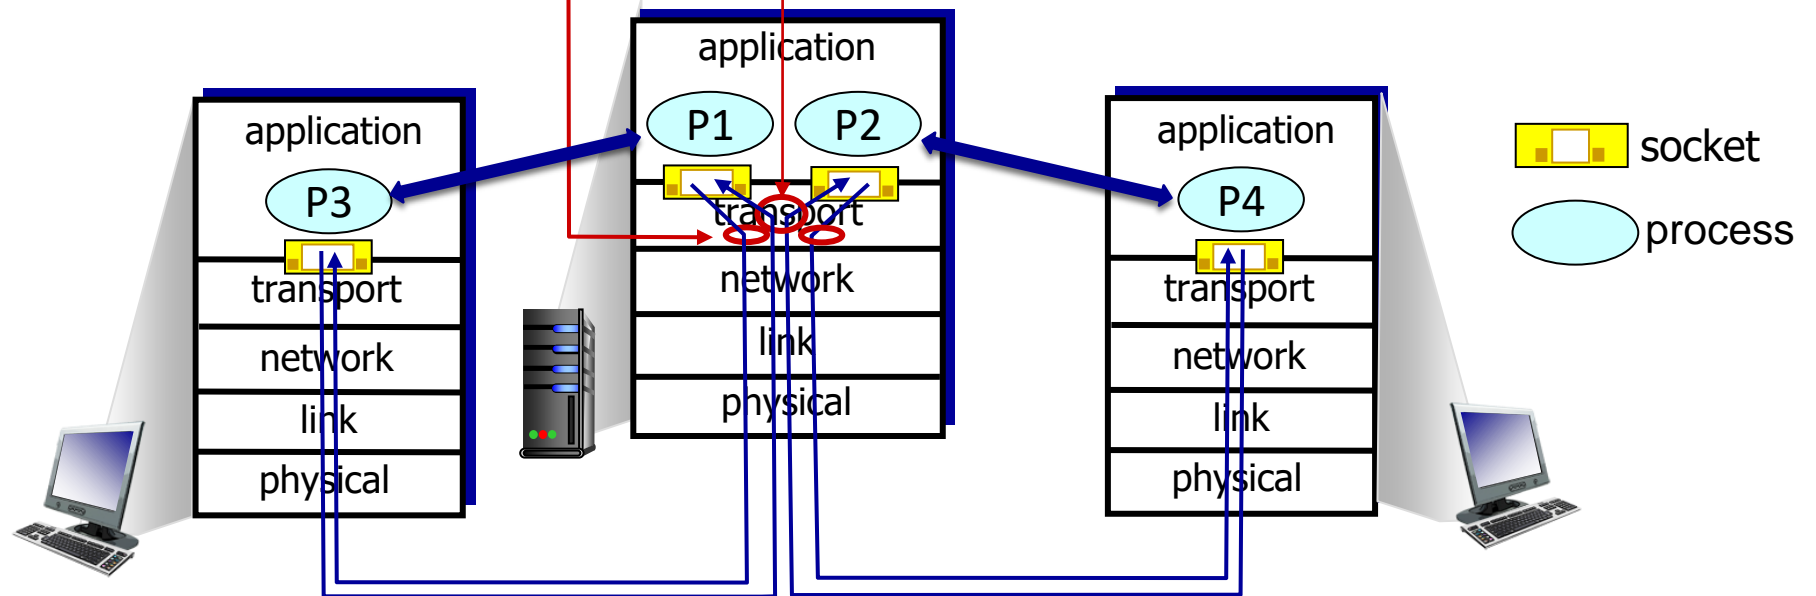 application
P1
P2
transport
network
link
physical
application
P3
transport
network
link
physical
application
P4
transport
network
link
physical
socket
process